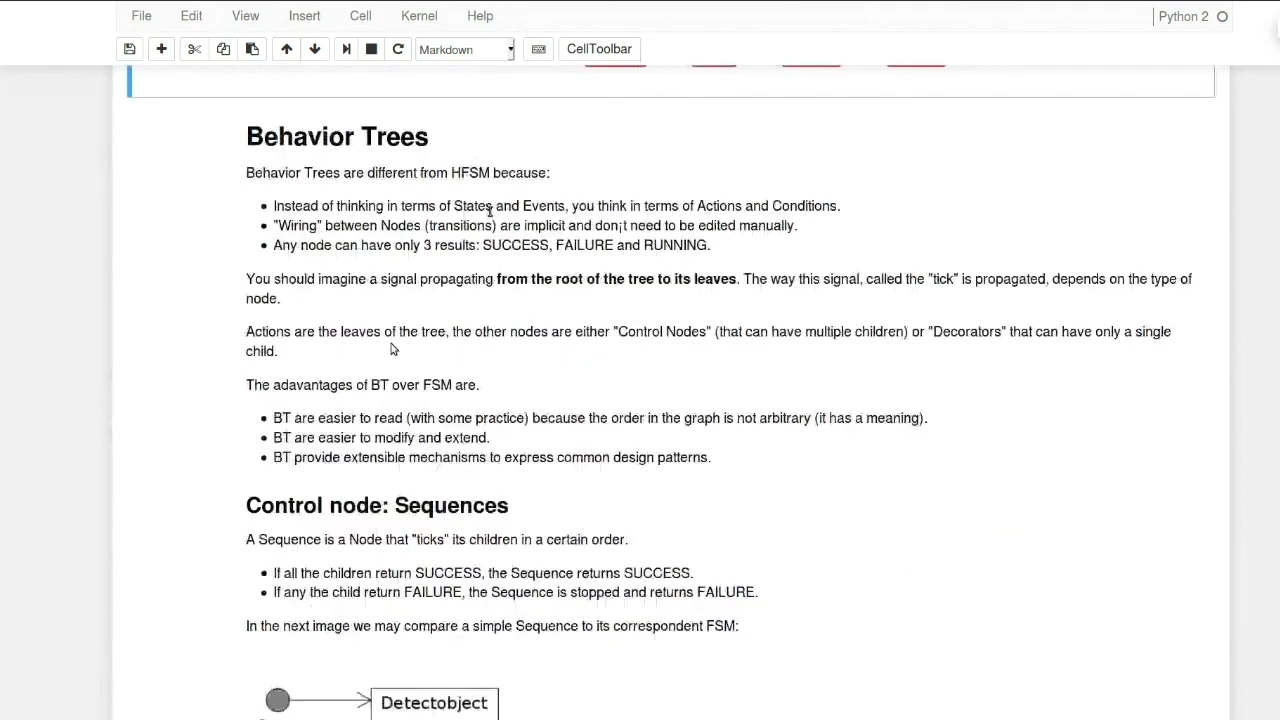 File Edit View Insert Cell Kernel Help Python 2
Markdown CellToolbar
Behavior Trees
Behavior Trees are different from HFSM because:
• Instead of thinking in terms of States and Events, you think in terms of Actions and Conditions.
• "Wiring" between Nodes (transitions) are implicit and don¡t need to be edited manually.
• Any node can have only 3 results: SUCCESS, FAILURE and RUNNING.
You should imagine a signal propagating from the root of the tree to its leaves. The way this signal, called the "tick" is propagated, depends on the type of
node.
Actions are the leaves of the tree, the other nodes are either "Control Nodes" (that can have multiple children) or "Decorators" that can have only a single
child.
The adavantages of BT over FSM are.
• BT are easier to read (with some practice) because the order in the graph is not arbitrary (it has a meaning).
• BT are easier to modify and extend.
• BT provide extensible mechanisms to express common design patterns.
Control node: Sequences
A Sequence is a Node that "ticks" its children in a certain order.
• If all the children return SUCCESS, the Sequence returns SUCCESS.
• If any the child return FAILURE, the Sequence is stopped and returns FAILURE.
In the next image we may compare a simple Sequence to its correspondent FSM:
Detectobject